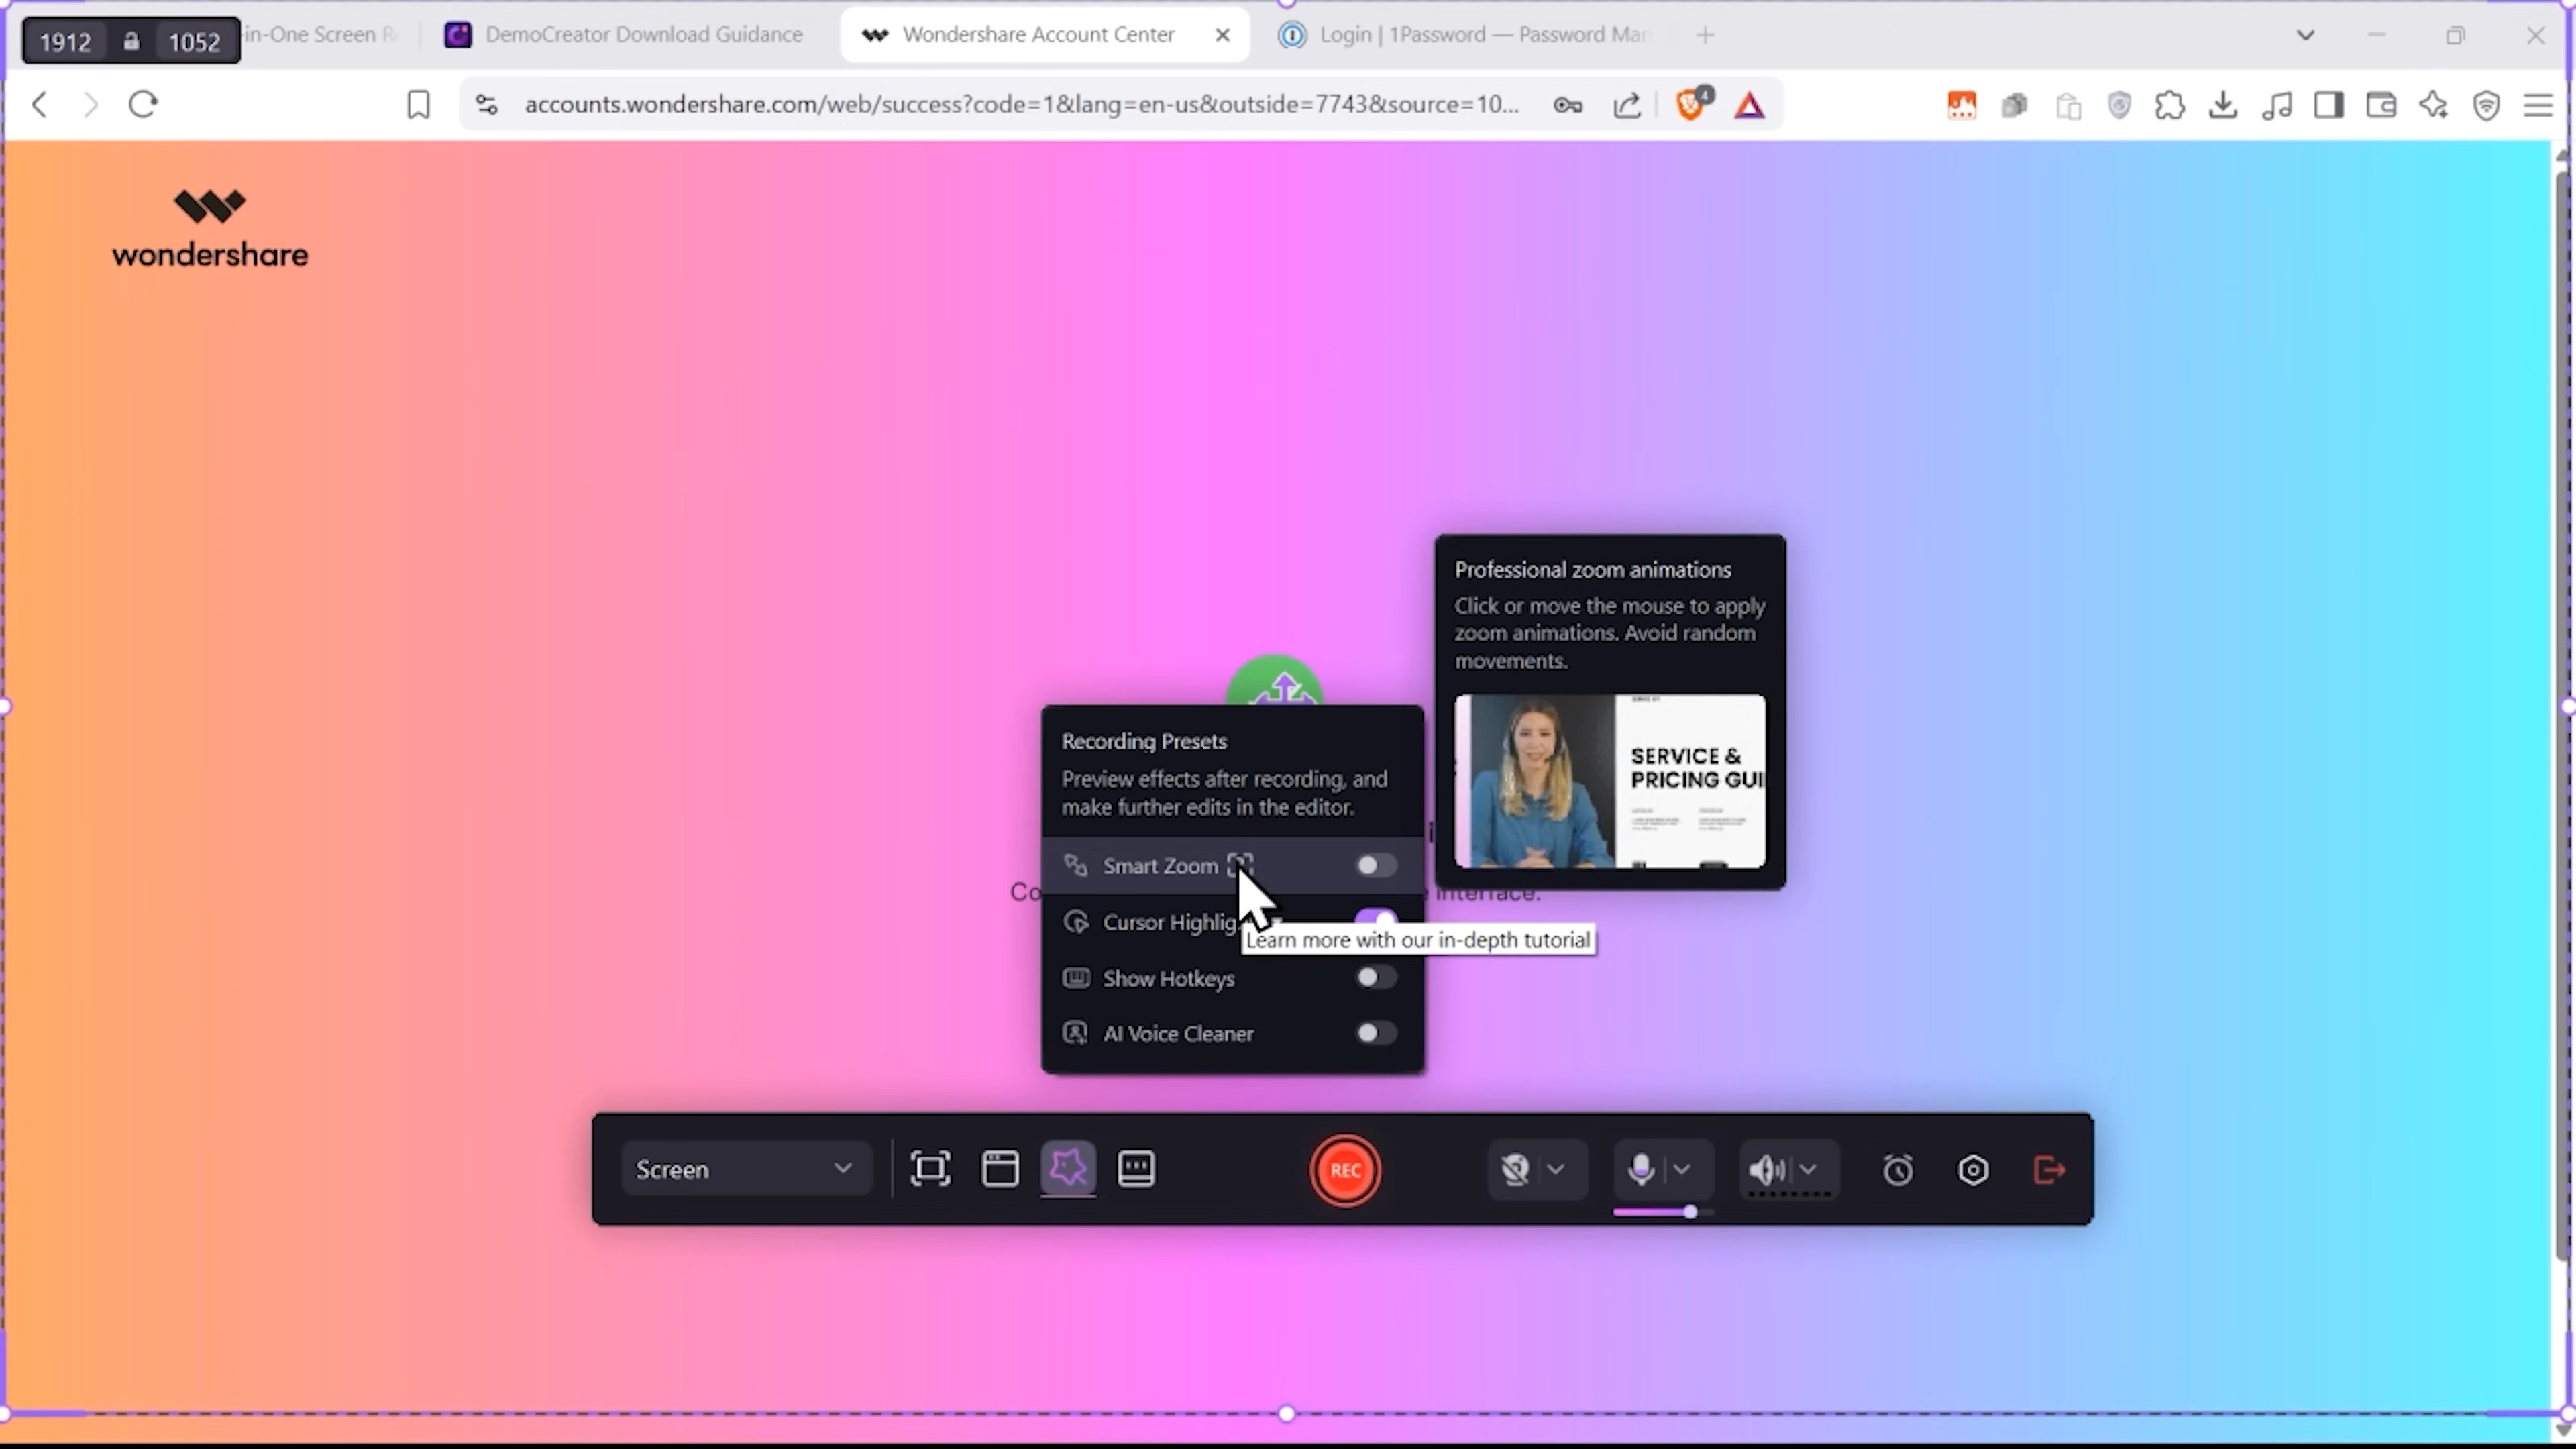 1912 1052
in-One Screen R
DemoCreator Download Guidance
Wondershare Account Center
Login | 1Password — Password Man
accounts.wondershare.com/web/success?code=1&lang=en-us&outside=7743&source=10...
4
wondershare
Professional zoom animations
Click or move the mouse to apply
zoom animations. Avoid random
movements.
SERVICE &
PRICING GUI
Recording Presets
Preview effects after recording, and
make further edits in the editor.
Smart Zoom
Co
interface.
Cursor Highlig
Learn more with our in-depth tutorial
Show Hotkeys
AI Voice Cleaner
Screen
REC